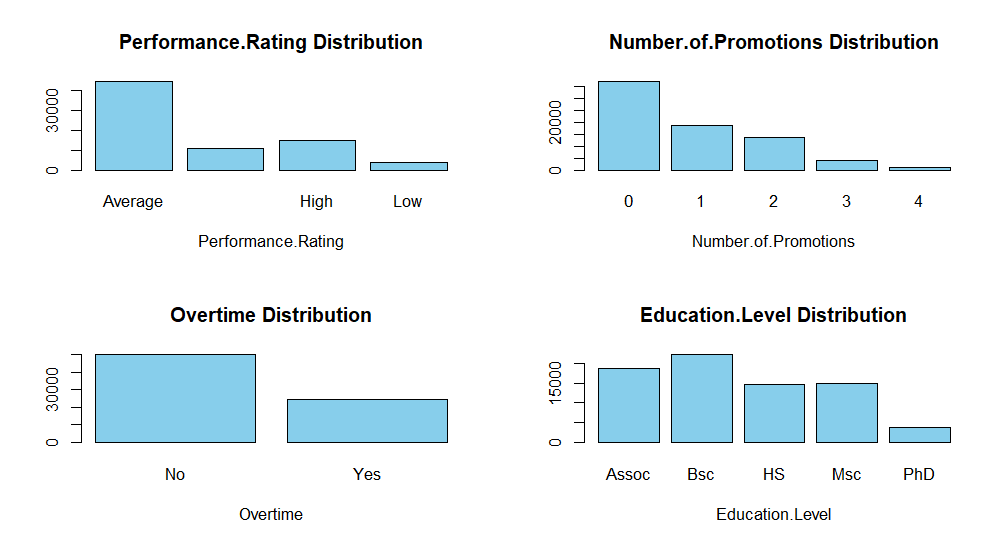 Performance.Rating Distribution
30000
0
Average High Low
Performance.Rating
Number.of.Promotions Distribution
20000
0
0 1 2 3 4
Number.of.Promotions
Overtime Distribution
30000
0
No Yes
Overtime
Education.Level Distribution
15000
0
Assoc Bsc HS Msc PhD
Education.Level